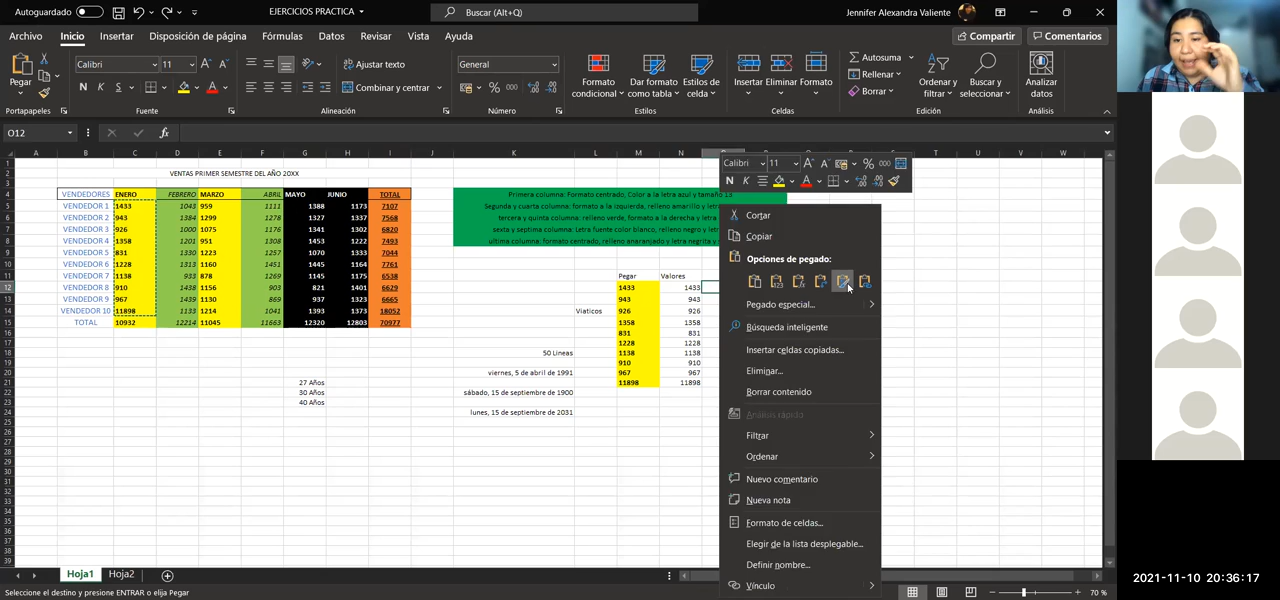 Autoguardado
EJERCICIOS PRACTICA
Buscar (Alt+Q)
Jennifer Alexandra Valiente
Archivo Inicio Insertar Disposición de página Fórmulas Datos Revisar Vista Ayuda
Compartir Comentarios
Pegar
Calibri 11
N K S
Ajustar texto
Combinar y centrar
General
% 000
Formato condicional
Dar formato como tabla
Estilos de celda
Insertar Eliminar Formato
Autosuma
Rellenar
Borrar
Ordenar y filtrar
Buscar y seleccionar
Analizar datos
Portapapeles Fuente Alineación Número Estilos Celdas Edición Análisis
O12 fx
A B C D E F G H I J K L M N T U V W
VENTAS PRIMER SEMESTRE DEL AÑO 20XX
VENDEDORES ENERO FEBRERO MARZO ABRIL MAYO JUNIO TOTAL
VENDEDOR 1 1433 1043 959 1111 1388 1173 7107
VENDEDOR 2 943 1384 1299 1278 1327 1337 7568
VENDEDOR 3 926 1000 1075 1176 1341 1302 6820
VENDEDOR 4 1358 1201 951 1308 1453 1222 7493
VENDEDOR 5 831 1330 1223 1257 1070 1333 7044
VENDEDOR 6 1228 1313 1160 1451 1445 1164 7761
VENDEDOR 7 1138 933 878 1269 1145 1175 6538
VENDEDOR 8 910 1438 1156 903 821 1401 6629
VENDEDOR 9 967 1439 1130 869 937 1323 6665
VENDEDOR 10 11898 1133 1214 1041 1393 1373 18052
TOTAL 10932 12214 11045 11663 12320 12803 70977
Primera columna: Formato centrado, Color a la letra azul y tamaño 13
Segunda y cuarta columna: formato a la izquierda, relleno amarillo y letra
tercera y quinta columna: relleno verde, formato a la derecha y letra
sexta y septima columna: Letra fuente color blanco, relleno negro y letra
ultima columna: formato centrado, relleno anaranjado y letra negrita y
Pegar Valores
1433 1433
943 943
Viaticos 926 926
1358 1358
831 831
1228 1228
1138 1138
910 910
967 967
11898 11898
50 Lineas
viernes, 5 de abril de 1991
sábado, 15 de septiembre de 1900
lunes, 15 de septiembre de 2031
27 Años
30 Años
40 Años
Calibri 11
% 000
N K
Cortar
Copiar
Opciones de pegado:
Pegado especial...
Búsqueda inteligente
Insertar celdas copiadas...
Eliminar...
Borrar contenido
Análisis rápido
Filtrar
Ordenar
Nuevo comentario
Nueva nota
Formato de celdas...
Elegir de la lista desplegable...
Definir nombre...
Vínculo
Hoja1 Hoja2
Seleccione el destino y presione ENTRAR o elija Pegar
70 %
2021-11-10 20:36:17